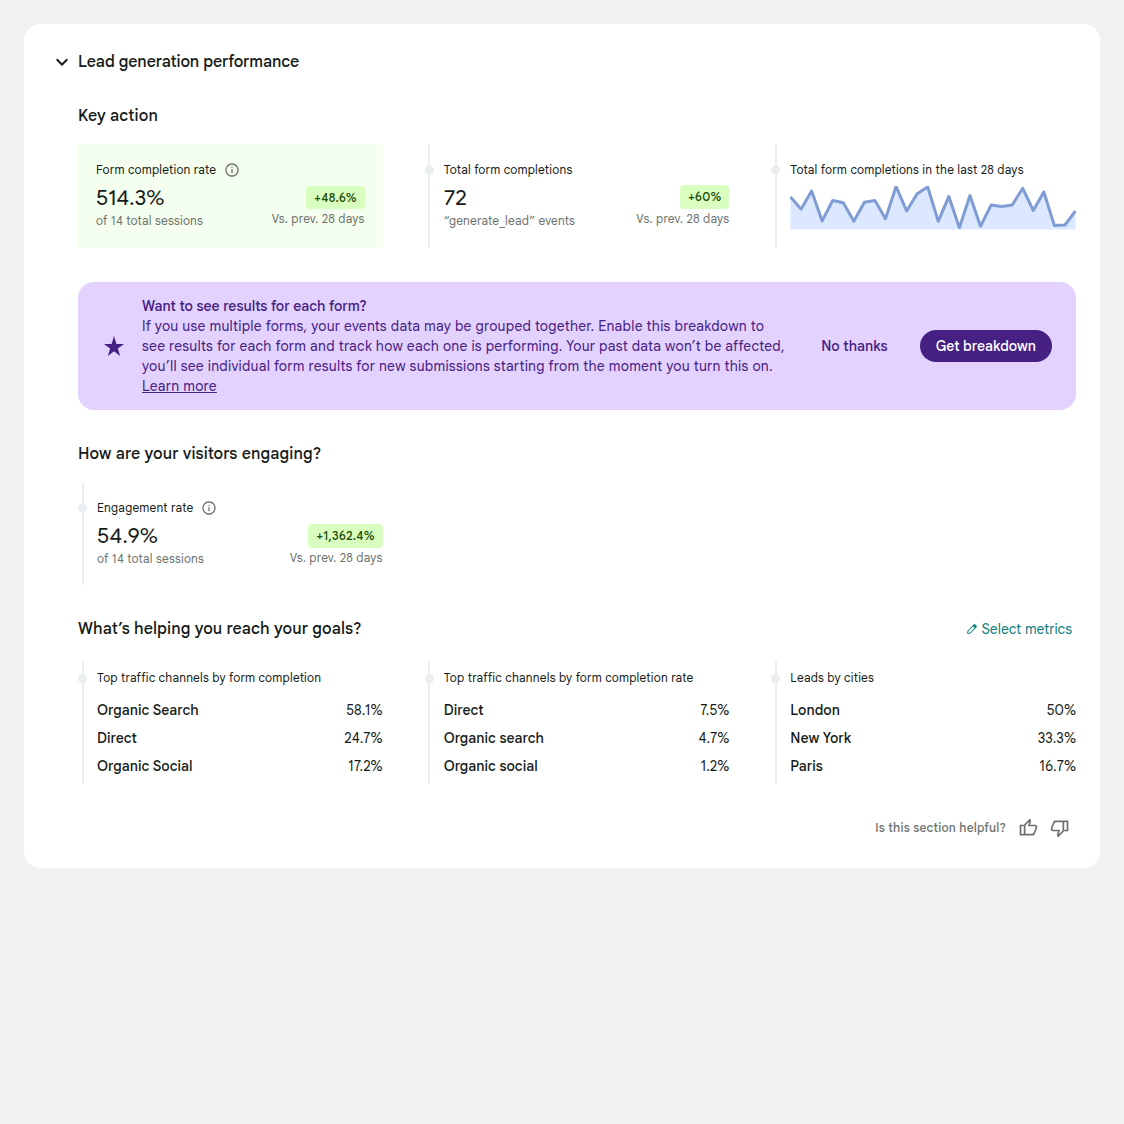 Lead generation performance
Key action
Form completion rate
514.3%
+48.6%
of 14 total sessions
Vs. prev. 28 days
Total form completions
72
+60%
“generate_lead” events
Vs. prev. 28 days
Total form completions in the last 28 days
Want to see results for each form?
If you use multiple forms, your events data may be grouped together. Enable this breakdown to
see results for each form and track how each one is performing. Your past data won’t be affected,
you’ll see individual form results for new submissions starting from the moment you turn this on.
Learn more
No thanks
Get breakdown
How are your visitors engaging?
Engagement rate
54.9%
+1,362.4%
of 14 total sessions
Vs. prev. 28 days
What’s helping you reach your goals?
Select metrics
Top traffic channels by form completion
Organic Search 58.1%
Direct 24.7%
Organic Social 17.2%
Top traffic channels by form completion rate
Direct 7.5%
Organic search 4.7%
Organic social 1.2%
Leads by cities
London 50%
New York 33.3%
Paris 16.7%
Is this section helpful?